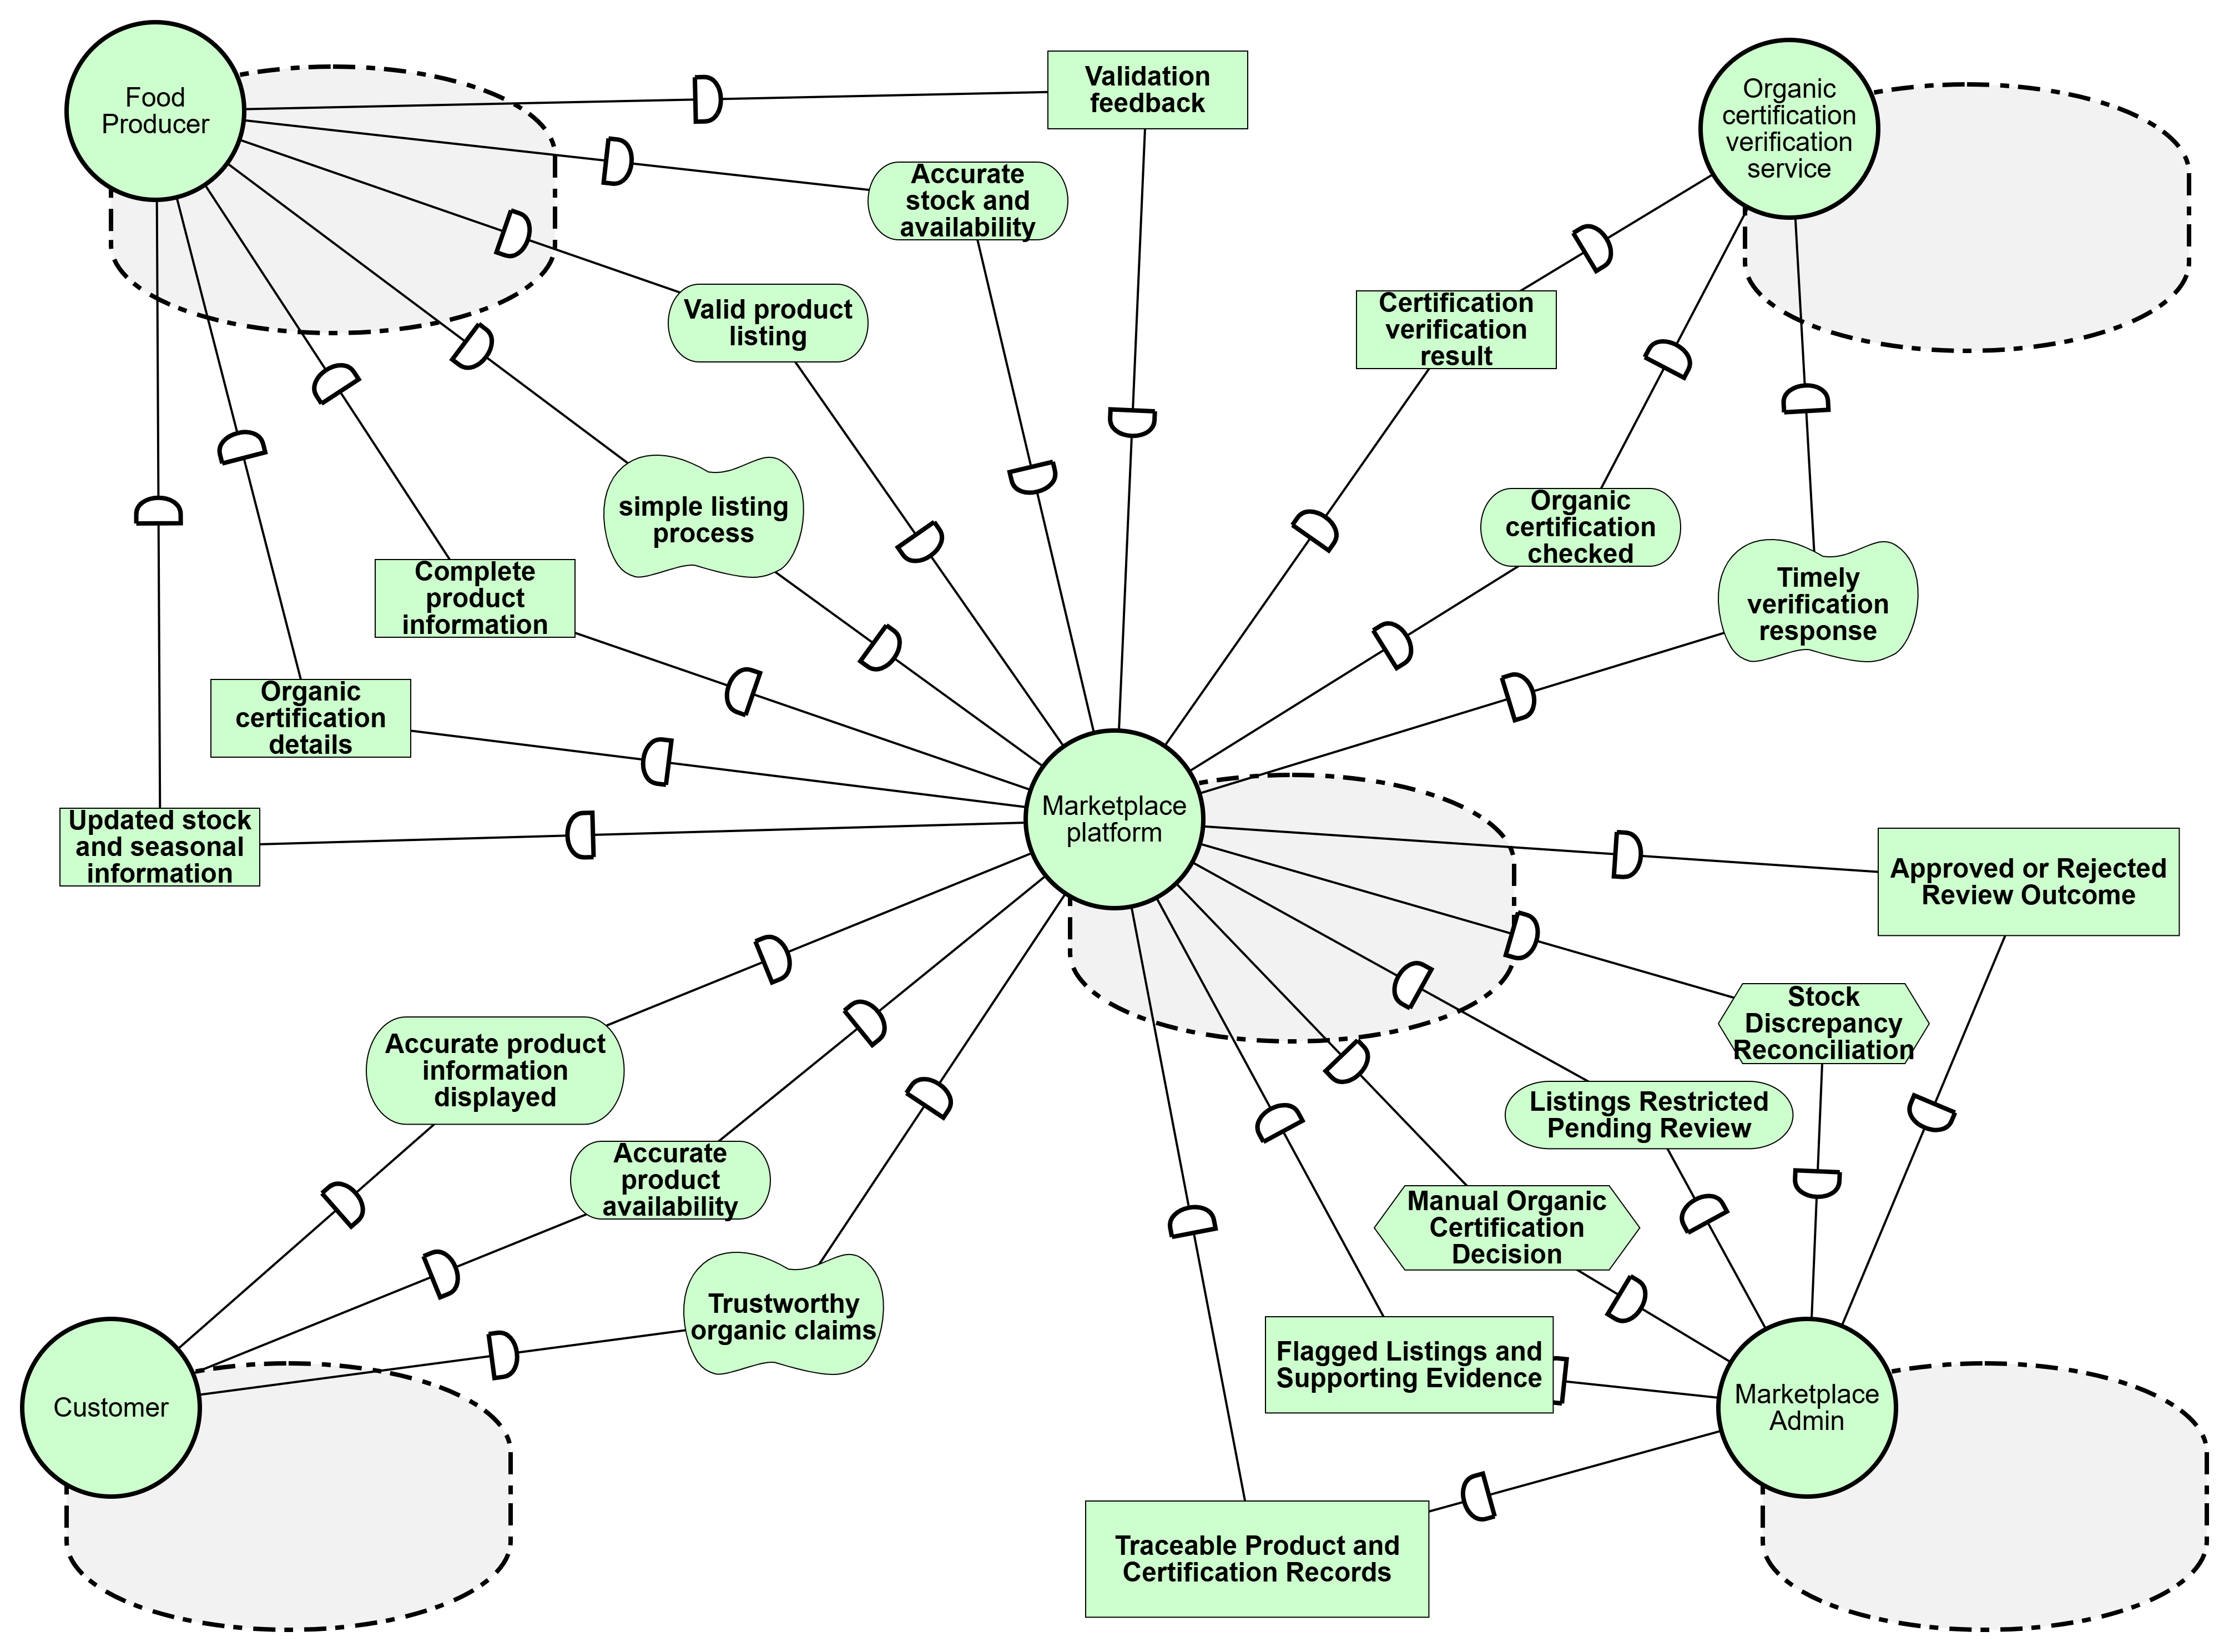 Food
Producer
Validation
feedback
Organic
certification
verification
service
Accurate
stock and
availability
Valid product
listing
Certification
verification
result
simple listing
process
Organic
certification
checked
Complete
product
information
Timely
verification
response
Organic
certification
details
Updated stock
and seasonal
information
Marketplace
platform
Approved or Rejected
Review Outcome
Stock
Discrepancy
Reconciliation
Accurate product
information
displayed
Listings Restricted
Pending Review
Accurate
product
availability
Manual Organic
Certification
Decision
Trustworthy
organic claims
Flagged Listings and
Supporting Evidence
Customer
Marketplace
Admin
Traceable Product and
Certification Records